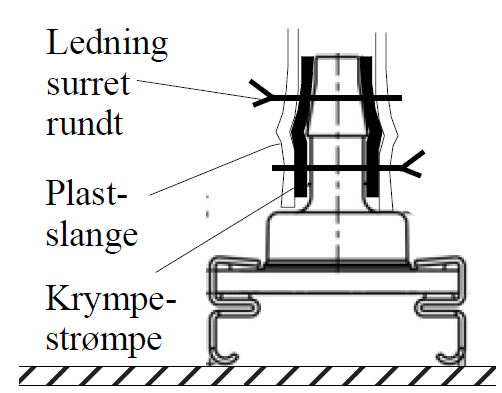 Ledning
surret
rundt
Plast-
slange
Krympe-
strømpe